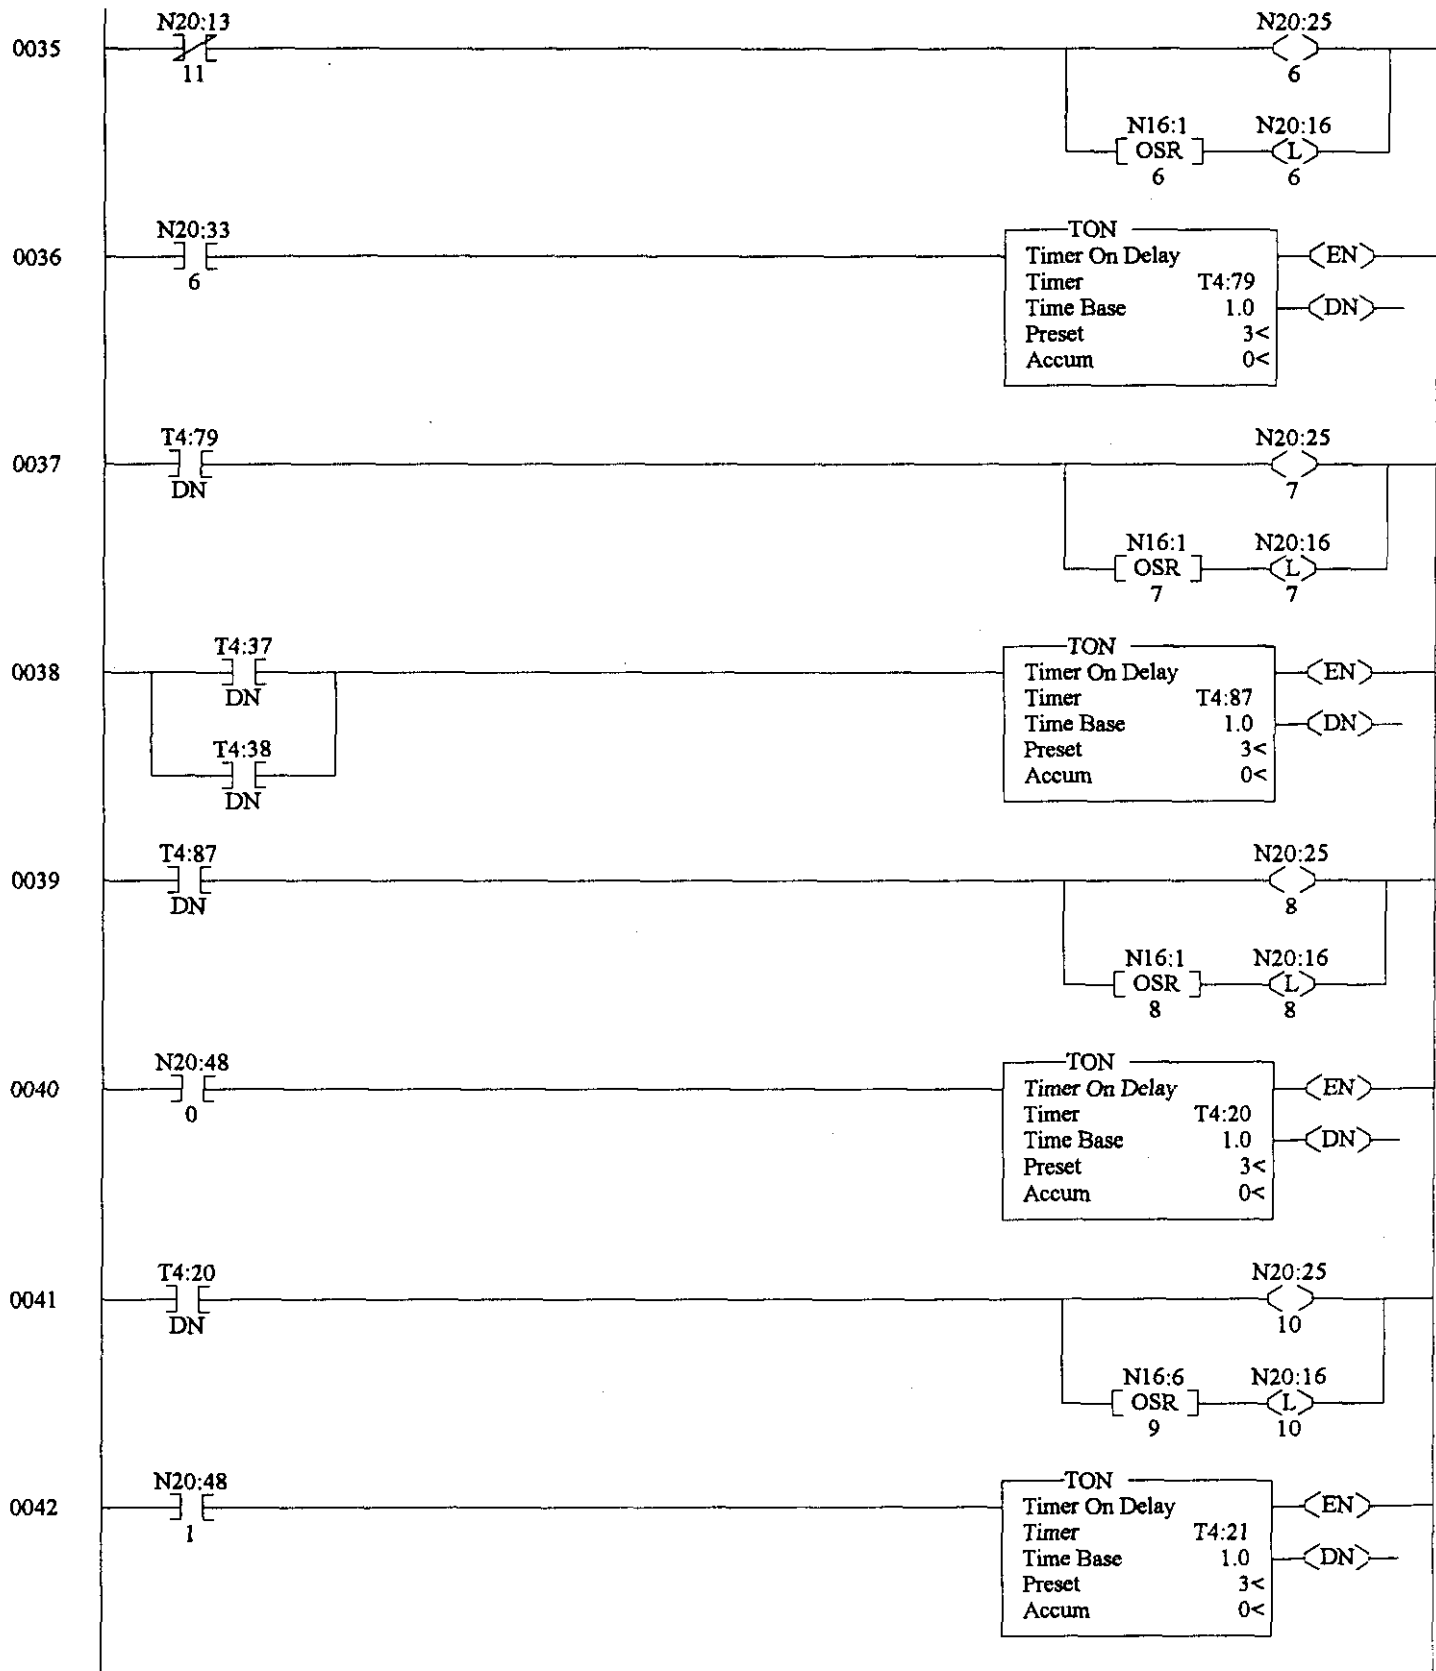 N20:13
N20:25
0035
11
6
N16:1
N20:16
OSR
L
6
6
N20:33
TON
0036
Timer On Delay
EN
6
Timer
T4:79
Time Base
1.0
DN
Preset
3<
Accum
0<
T4:79
N20:25
0037
DN
7
N16:1
N20:16
OSR
L
7
7
T4:37
TON
0038
Timer On Delay
EN
DN
Timer
T4:87
Time Base
1.0
DN
T4:38
Preset
3<
Accum
0<
DN
T4:87
N20:25
0039
DN
8
N16:1
N20:16
OSR
L
8
8
N20:48
TON
0040
Timer On Delay
EN
0
Timer
T4:20
Time Base
1.0
DN
Preset
3<
Accum
0<
T4:20
N20:25
0041
DN
10
N16:6
N20:16
OSR
L
9
10
N20:48
TON
0042
Timer On Delay
EN
1
Timer
T4:21
Time Base
1.0
DN
Preset
3<
Accum
0<